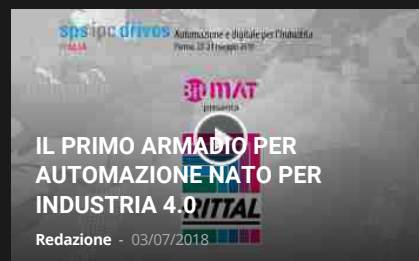 sps ipc drives
ITALIA
Automazione e digitale per l'Industria
Parma, 22-24 maggio 2018
BitMAT
presenta
IL PRIMO ARMADIO PER
AUTOMAZIONE NATO PER
INDUSTRIA 4.0
RITTAL
Redazione - 03/07/2018